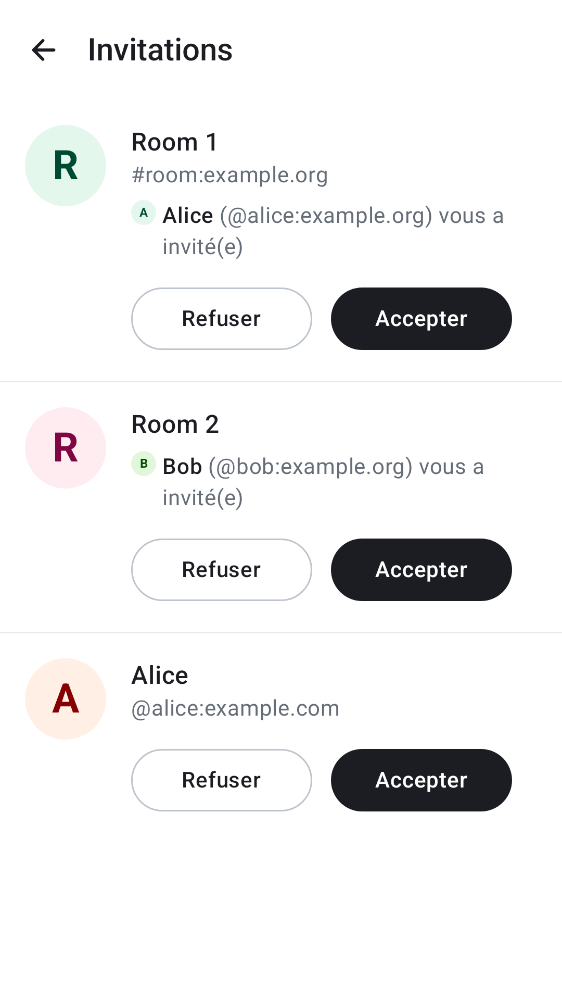 Invitations
R
Room 1
#room:example.org
A Alice (@alice:example.org) vous a
invité(e)
Refuser
Accepter
R
Room 2
B Bob (@bob:example.org) vous a
invité(e)
Refuser
Accepter
A
Alice
@alice:example.com
Refuser
Accepter